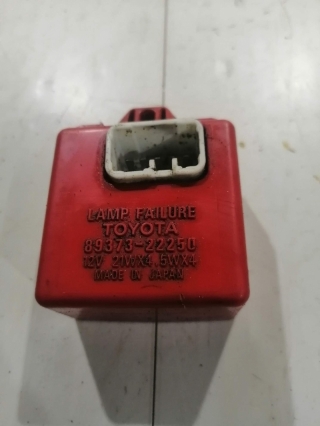 LAMP FAILURE
TOYOTA
89373-22250
12V 21WX4.5WX4
MADE IN JAPAN